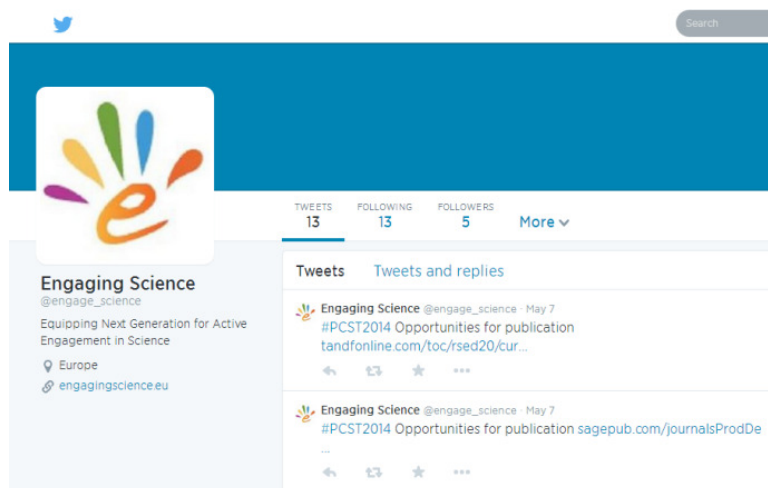 Search
TWEETS FOLLOWING FOLLOWERS
13 13 5 More
Engaging Science
@engage_science
Equipping Next Generation for Active
Engagement in Science
Europe
engagingscience.eu
Tweets Tweets and replies
Engaging Science @engage_science · May 7
#PCST2014 Opportunities for publication
tandfonline.com/toc/rsed20/cur...
Engaging Science @engage_science · May 7
#PCST2014 Opportunities for publication sagepub.com/journalsProdDe
...